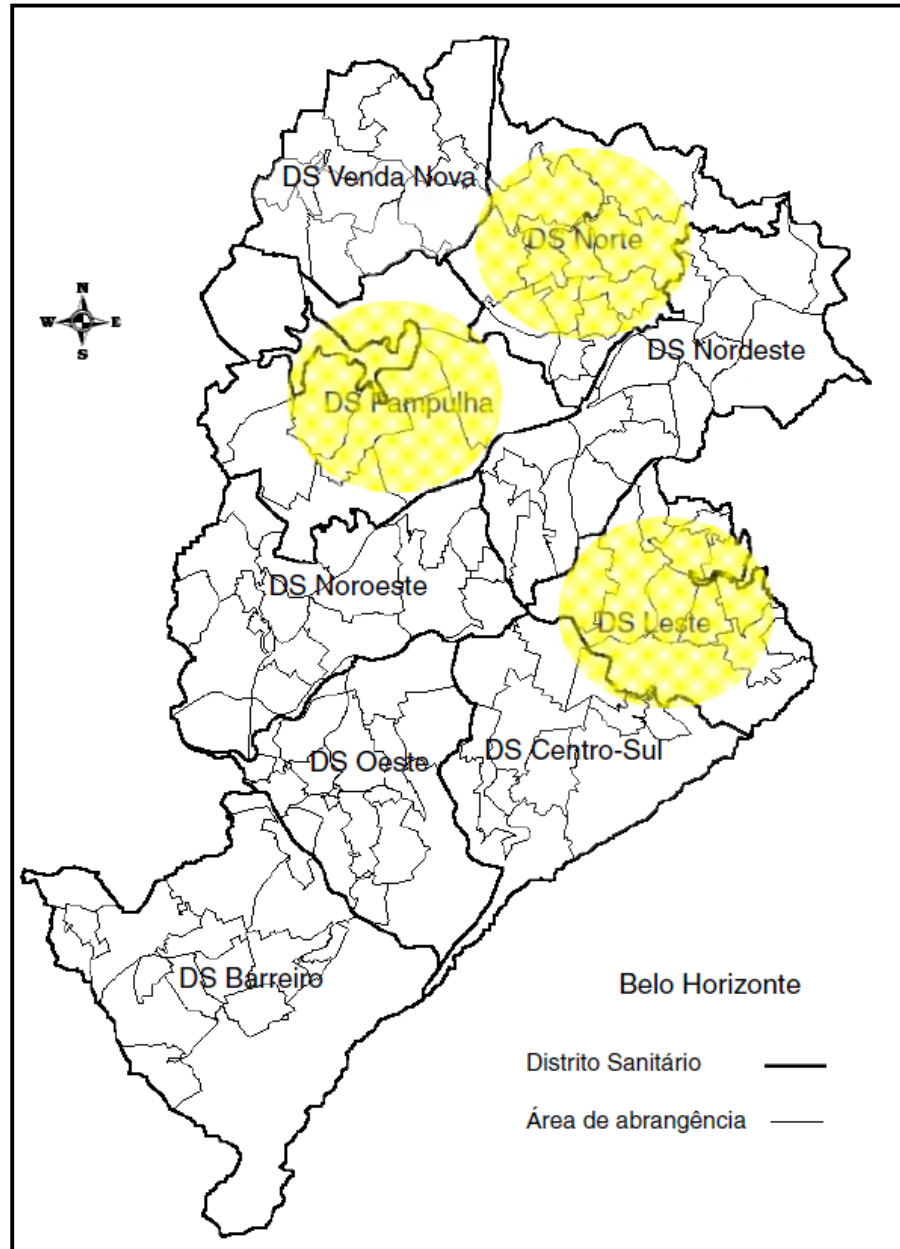 DS Venda Nova
DS Norte
N
W E
S
DS Nordeste
DS Pampulha
DS Noroeste
DS Leste
DS Centro-Sul
DS Oeste
DS Barreiro
Belo Horizonte
Distrito Sanitário
Área de abrangência